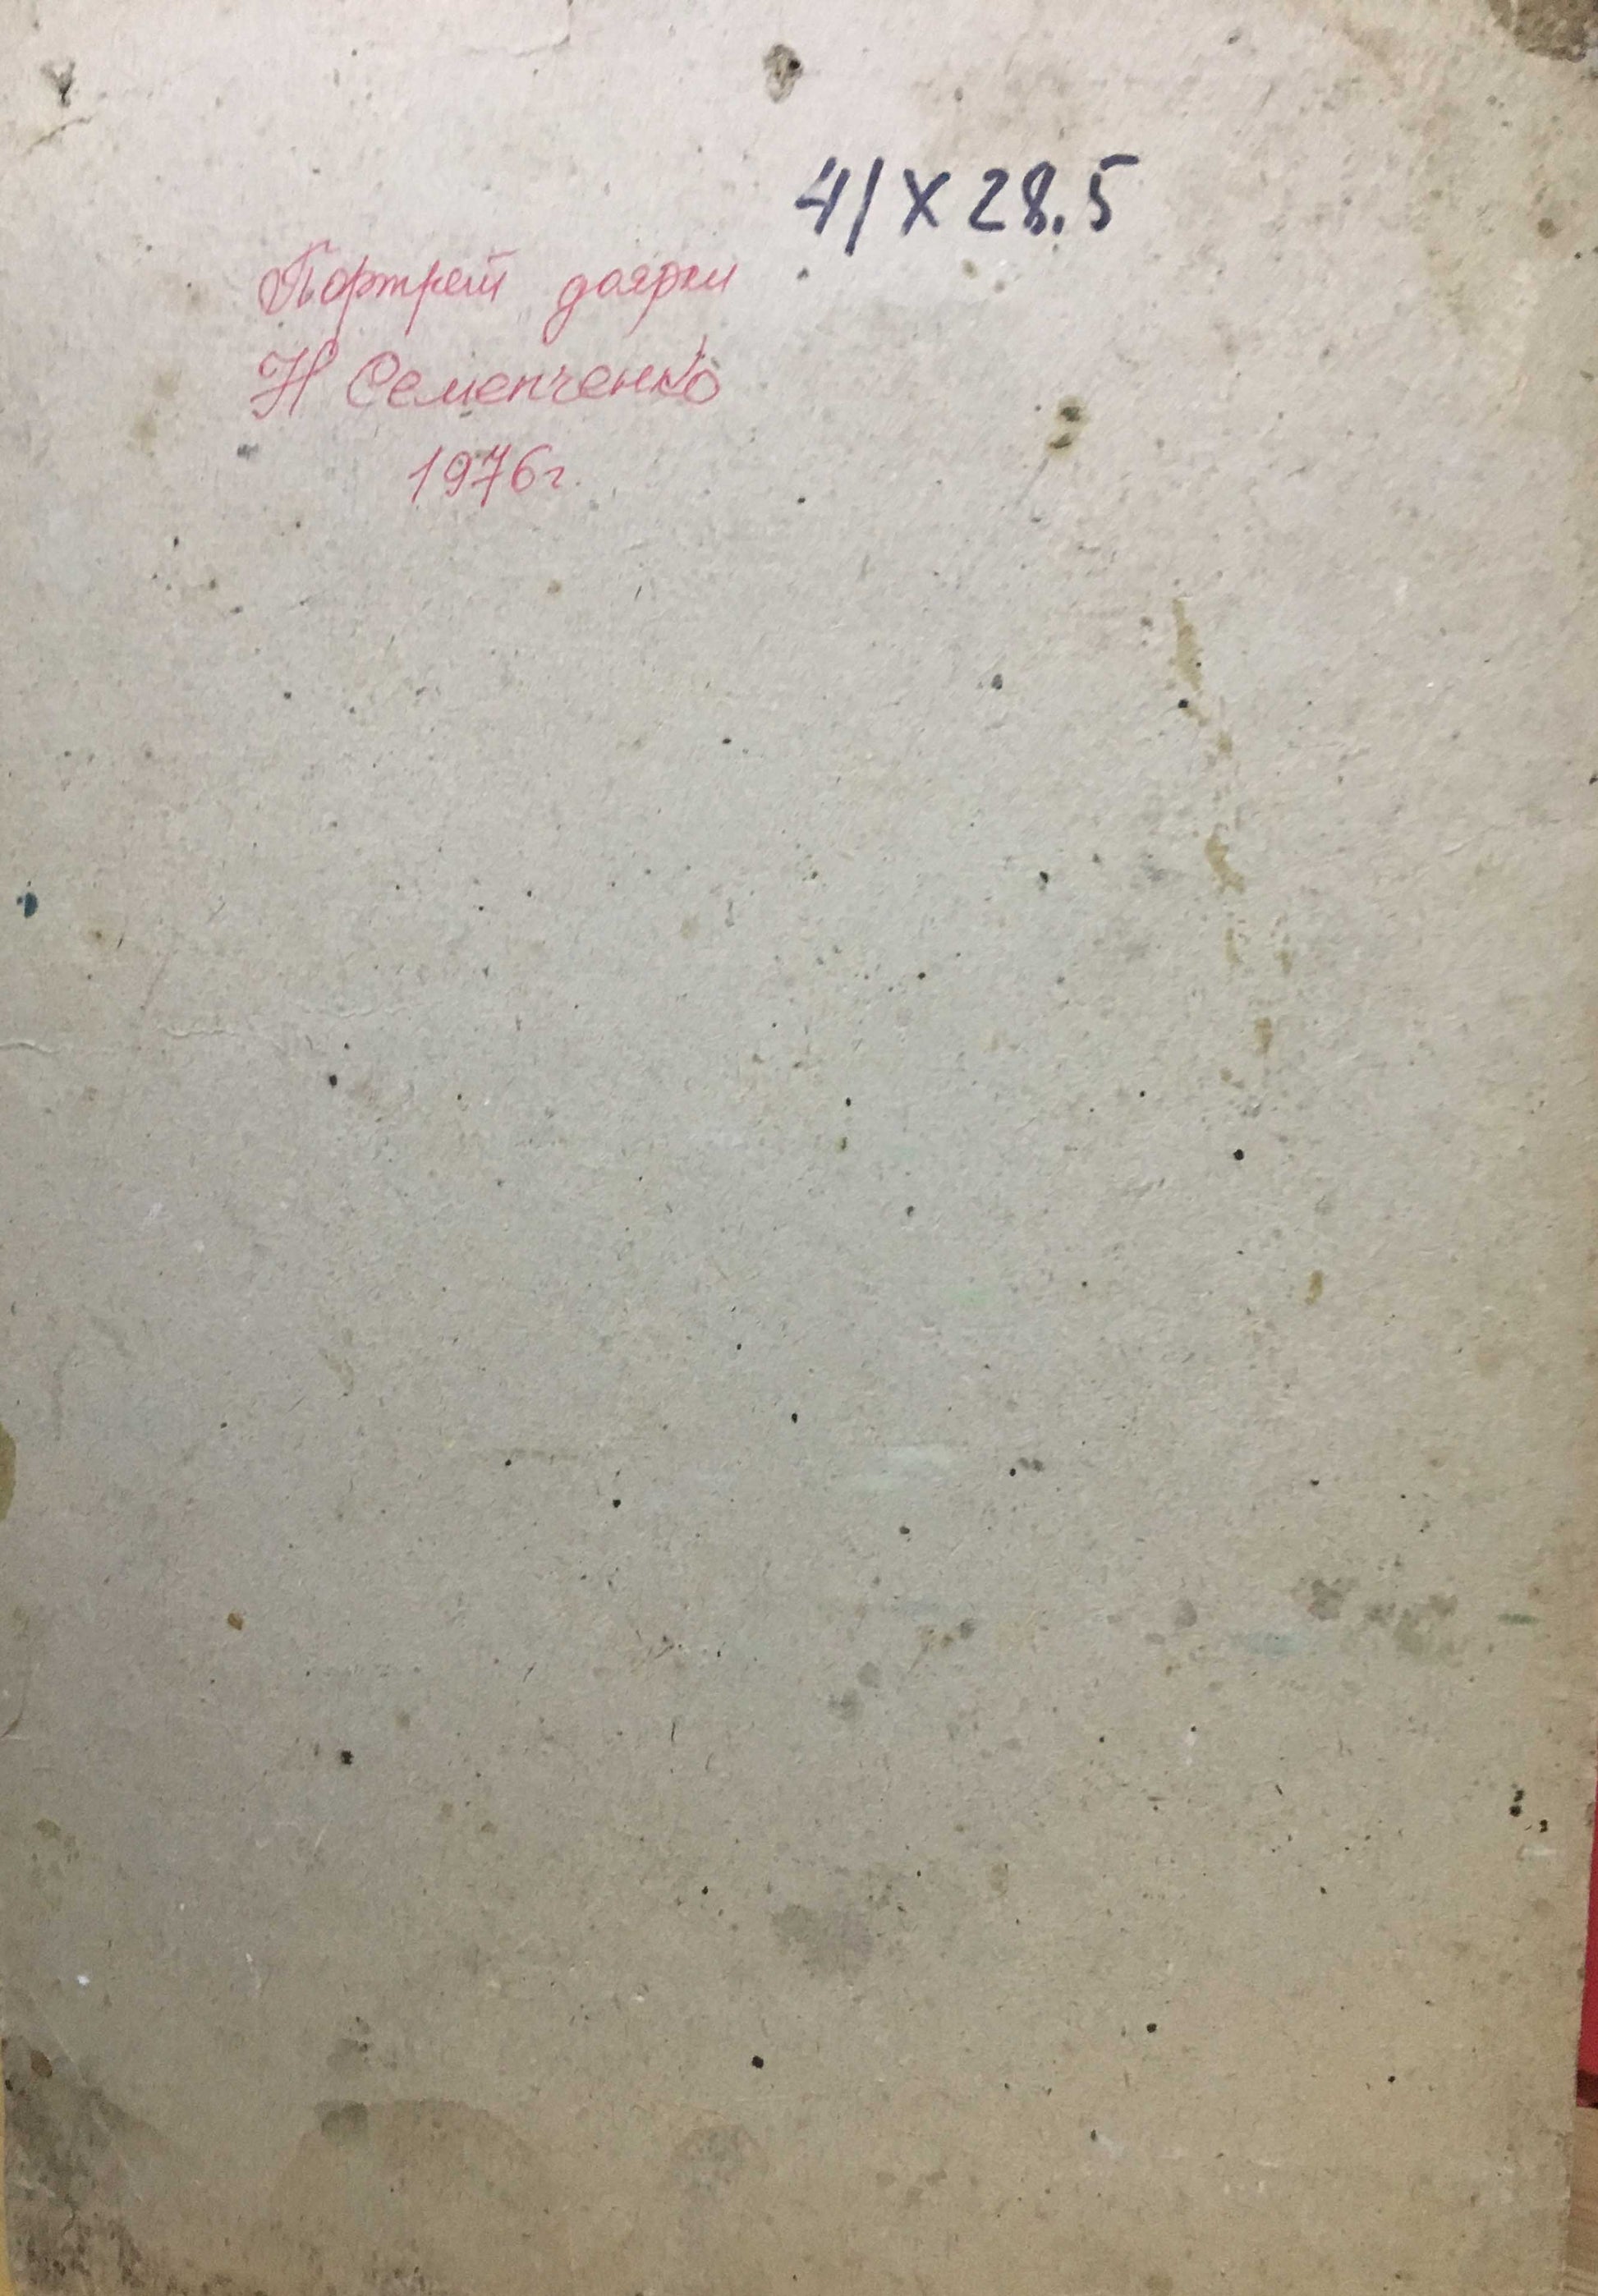 41 X 28.5
Портрет доярки
Н Семенченко
1976г.